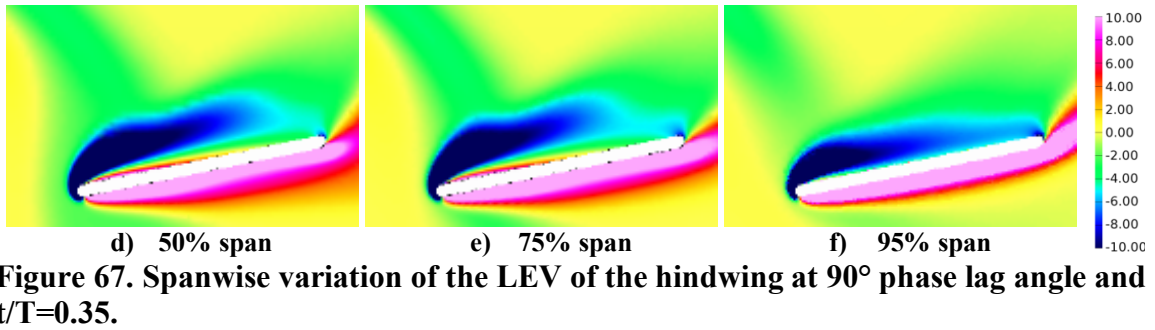 10.00
8.00
6.00
4.00
2.00
0.00
-2.00
-4.00
-6.00
-8.00
-10.00
d) 50% span
e) 75% span
f) 95% span
Figure 67. Spanwise variation of the LEV of the hindwing at 90° phase lag angle and
t/T=0.35.